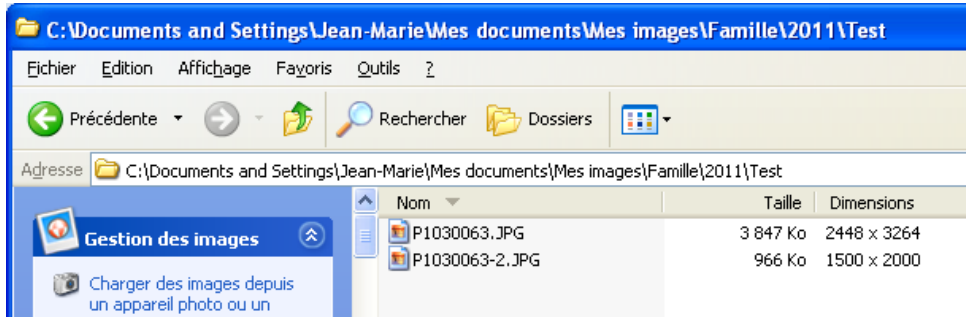 C:\Documents and Settings\Jean-Marie\Mes documents\Mes images\Famille\2011\Test
Fichier Edition Affichage Favoris Outils ?
Précédente Rechercher Dossiers
Adresse C:\Documents and Settings\Jean-Marie\Mes documents\Mes images\Famille\2011\Test
Nom Taille Dimensions
Gestion des images
P1030063.JPG 3 847 Ko 2448 x 3264
P1030063-2.JPG 966 Ko 1500 x 2000
Charger des images depuis
un appareil photo ou un